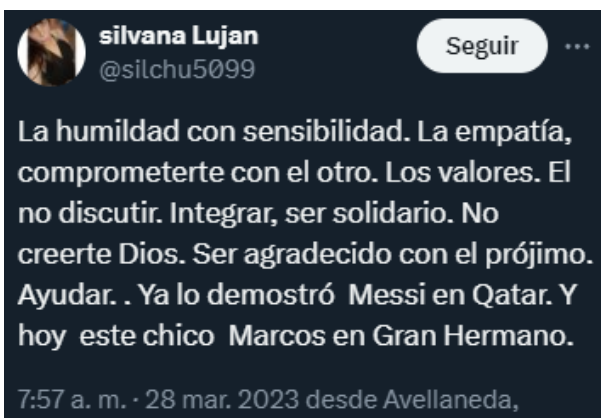 silvana Lujan
@silchu5099
Seguir
La humildad con sensibilidad. La empatía,
comprometerte con el otro. Los valores. El
no discutir. Integrar, ser solidario. No
creerte Dios. Ser agradecido con el prójimo.
Ayudar. . Ya lo demostró  Messi en Qatar. Y
hoy  este chico  Marcos en Gran Hermano.
7:57 a. m. · 28 mar. 2023 desde Avellaneda,